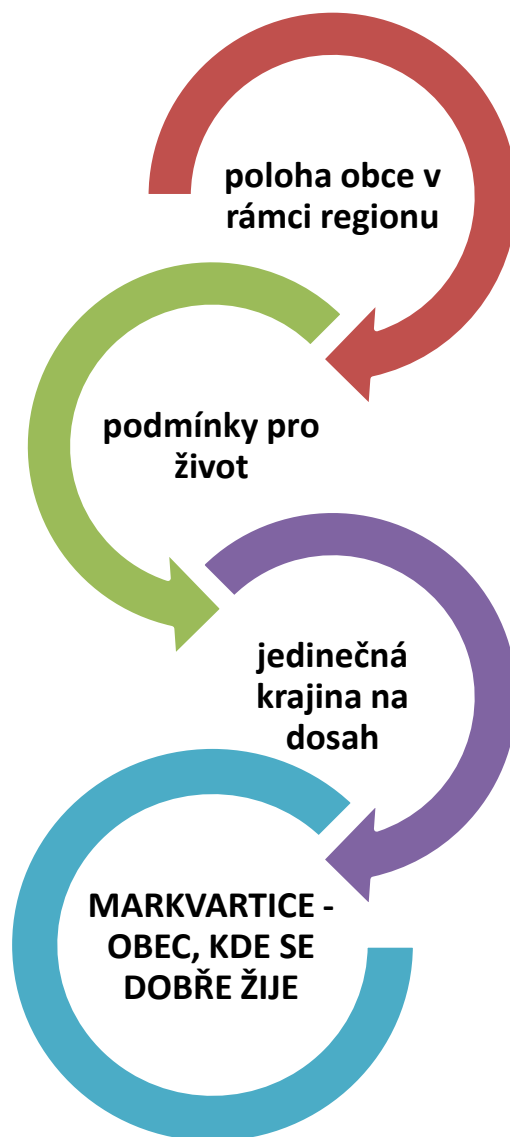 poloha obce v
rámci regionu
podmínky pro
život
jedinečná
krajina na
dosah
MARKVARTICE -
OBEC, KDE SE
DOBŘE ŽIJE